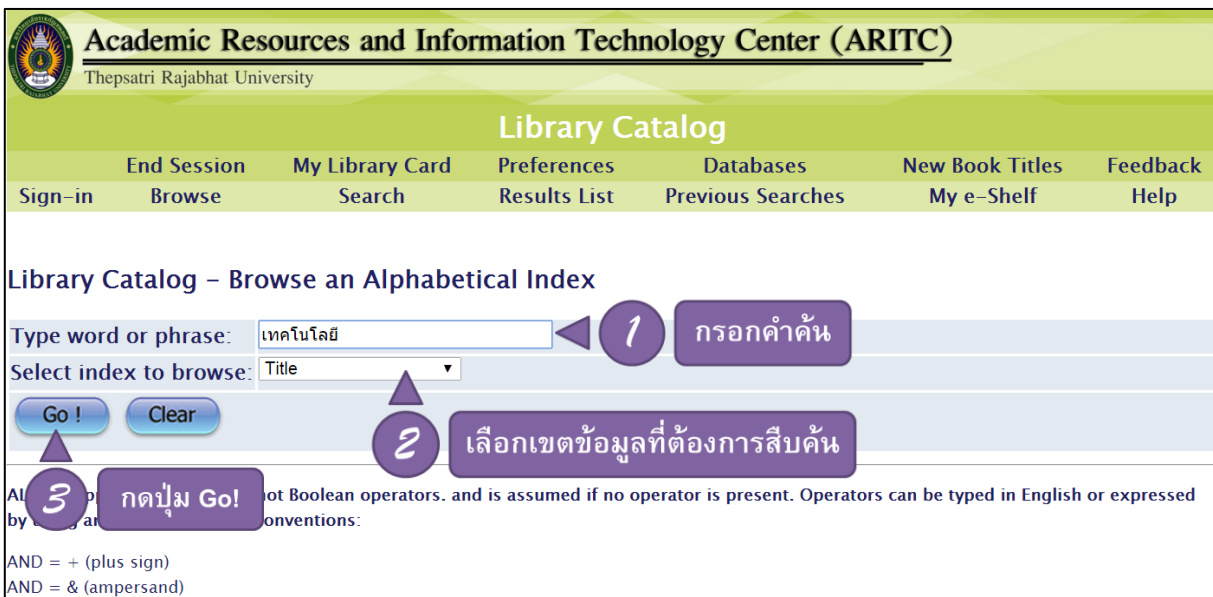 Academic Resources and Information Technology Center (ARITC)
Thepsatri Rajabhat University
Library Catalog
End Session My Library Card Preferences Databases New Book Titles Feedback
Sign-in Browse Search Results List Previous Searches My e-Shelf Help
Library Catalog - Browse an Alphabetical Index
Type word or phrase: เทคโนโลยี 1 กรอกคำค้น
Select index to browse: Title
Go ! Clear
2 เลือกเขตข้อมูลที่ต้องการสืบค้น
3 กดปุ่ม Go!
not Boolean operators. and is assumed if no operator is present. Operators can be typed in English or expressed
by onventions:
AND = + (plus sign)
AND = & (ampersand)